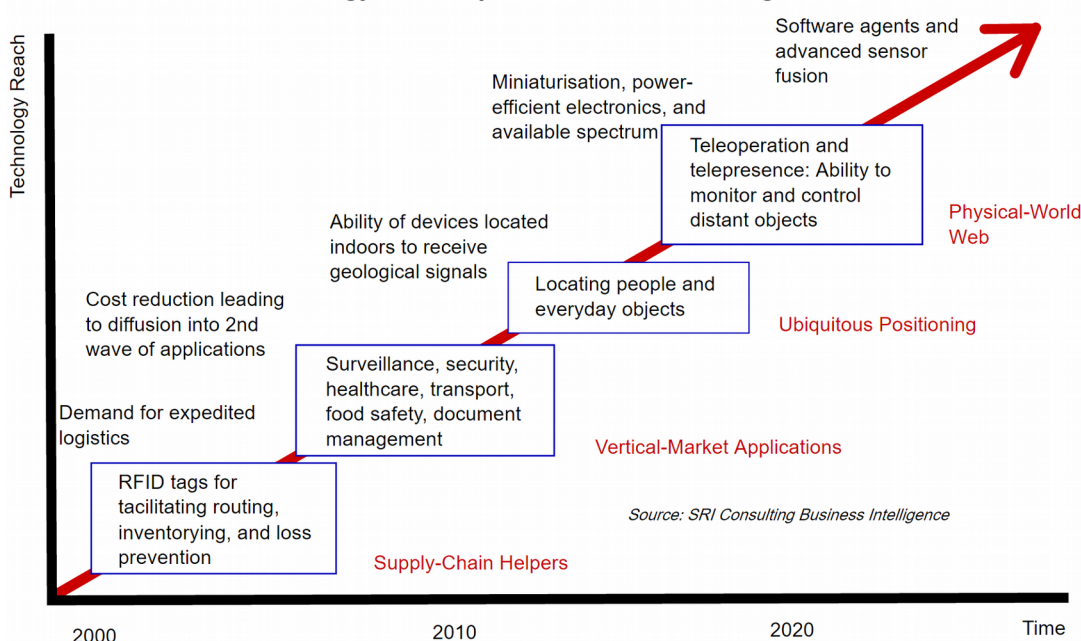 Technology Reach
Software agents and
advanced sensor
fusion
Miniaturisation, power-
efficient electronics, and
available spectrum
Teleoperation and
telepresence: Ability to
monitor and control
distant objects
Physical-World
Web
Ability of devices located
indoors to receive
geological signals
Locating people and
everyday objects
Ubiquitous Positioning
Cost reduction leading
to diffusion into 2nd
wave of applications
Surveillance, security,
healthcare, transport,
food safety, document
management
Vertical-Market Applications
Demand for expedited
logistics
RFID tags for
tacilitating routing,
inventorying, and loss
prevention
Supply-Chain Helpers
Source: SRI Consulting Business Intelligence
2000
2010
2020
Time